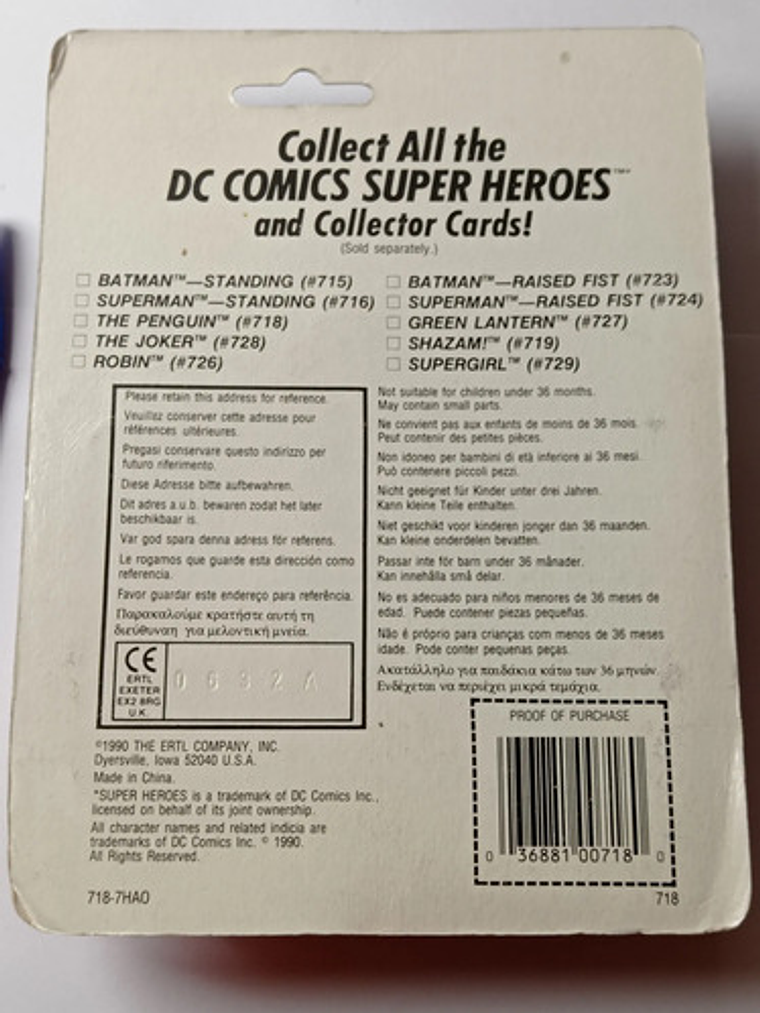 Collect All the
DC COMICS SUPER HEROES™*
and Collector Cards!
(Sold separately.)
☐ BATMAN™—STANDING (#715)
☐ SUPERMAN™—STANDING (#716)
☐ THE PENGUIN™ (#718)
☐ THE JOKER™ (#728)
☐ ROBIN™ (#726)
☐ BATMAN™—RAISED FIST (#723)
☐ SUPERMAN™—RAISED FIST (#724)
☐ GREEN LANTERN™ (#727)
☐ SHAZAM!™ (#719)
☐ SUPERGIRL™ (#729)
Please retain this address for reference.
Veuillez conserver cette adresse pour
références ultérieures.
Pregasi conservare questo indirizzo per
futuro riferimento.
Diese Adresse bitte aufbewahren.
Dit adres a.u.b. bewaren zodat het later
beschikbaar is.
Var god spara denna adress för referens.
Le rogamos que guarde esta dirección como
referencia.
Favor guardar este endereço para referência.
Παρακαλούμε κρατήστε αυτή τη
διεύθυνση για μελοντική μνεία.
CE
ERTL
EXETER
EX2 8RG
U.K.
Not suitable for children under 36 months.
May contain small parts.
Ne convient pas aux enfants de moins de 36 mois.
Peut contenir des petites pièces.
Non idoneo per bambini di età inferiore ai 36 mesi.
Può contenere piccoli pezzi.
Nicht geeignet für Kinder unter drei Jahren.
Kann kleine Teile enthalten.
Niet geschikt voor kinderen jonger dan 36 maanden.
Kan kleine onderdelen bevatten.
Passar inte för barn under 36 månader.
Kan innehålla små delar.
No es adecuado para niños menores de 36 meses de
edad. Puede contener piezas pequeñas.
Não é próprio para crianças com menos de 36 meses
idade. Pode conter pequenas peças.
Ακατάλληλο για παιδάκια κάτω των 36 μηνών.
Ενδέχεται να περιέχει μικρά τεμάχια.
©1990 THE ERTL COMPANY, INC.
Dyersville, Iowa 52040 U.S.A.
Made in China.
*SUPER HEROES is a trademark of DC Comics Inc.,
licensed on behalf of its joint ownership.
All character names and related indicia are
trademarks of DC Comics Inc. © 1990.
All Rights Reserved.
718-7HAO
PROOF OF PURCHASE
0 36881 00718 0
718